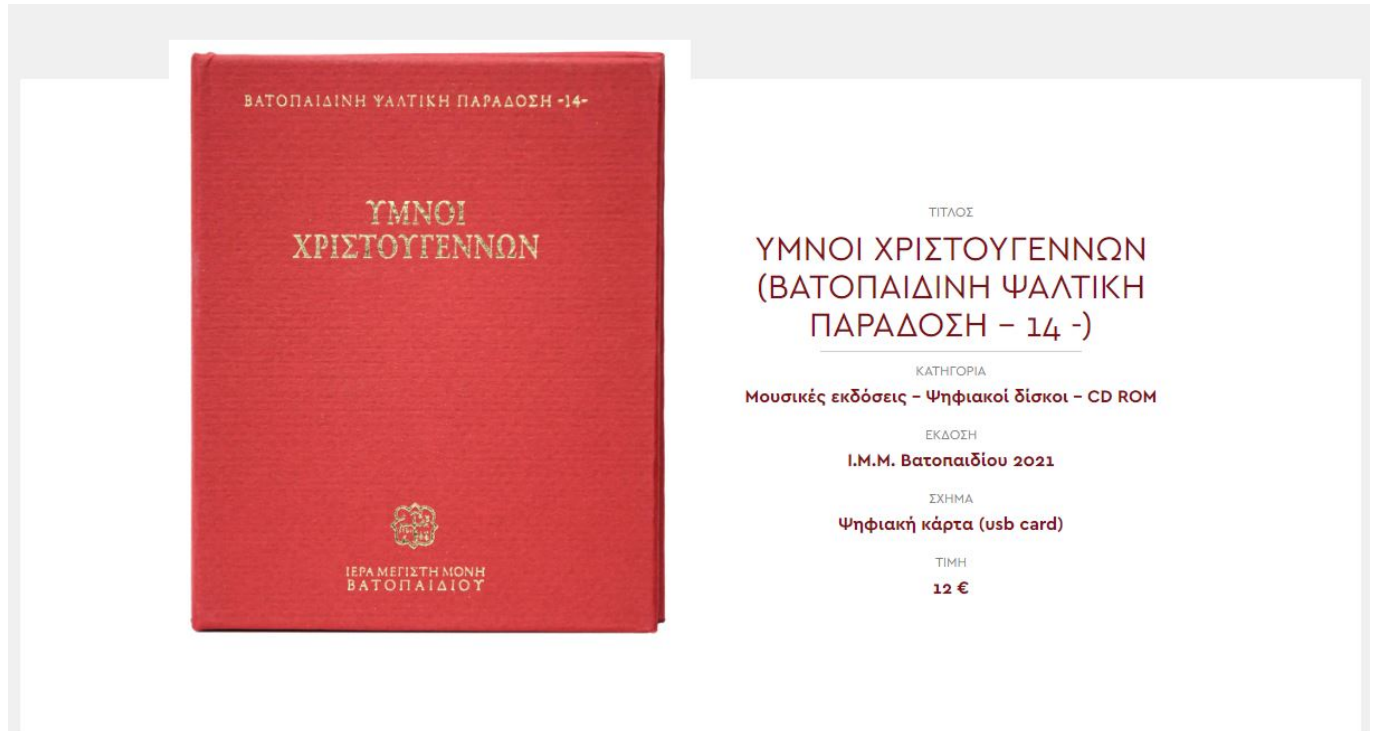 ΒΑΤΟΠΑΙΔΙΝΗ ΨΑΛΤΙΚΗ ΠΑΡΑΔΟΣΗ -14-
ΥΜΝΟΙ
ΧΡΙΣΤΟΥΓΕΝΝΩΝ
ΙΕΡΑ ΜΕΓΙΣΤΗ ΜΟΝΗ
ΒΑΤΟΠΑΙΔΙΟΥ
ΤΙΤΛΟΣ
ΥΜΝΟΙ ΧΡΙΣΤΟΥΓΕΝΝΩΝ
(ΒΑΤΟΠΑΙΔΙΝΗ ΨΑΛΤΙΚΗ
ΠΑΡΑΔΟΣΗ – 14 -)
ΚΑΤΗΓΟΡΙΑ
Μουσικές εκδόσεις – Ψηφιακοί δίσκοι – CD ROM
ΕΚΔΟΣΗ
Ι.Μ.Μ. Βατοπαιδίου 2021
ΣΧΗΜΑ
Ψηφιακή κάρτα (usb card)
ΤΙΜΗ
12 €